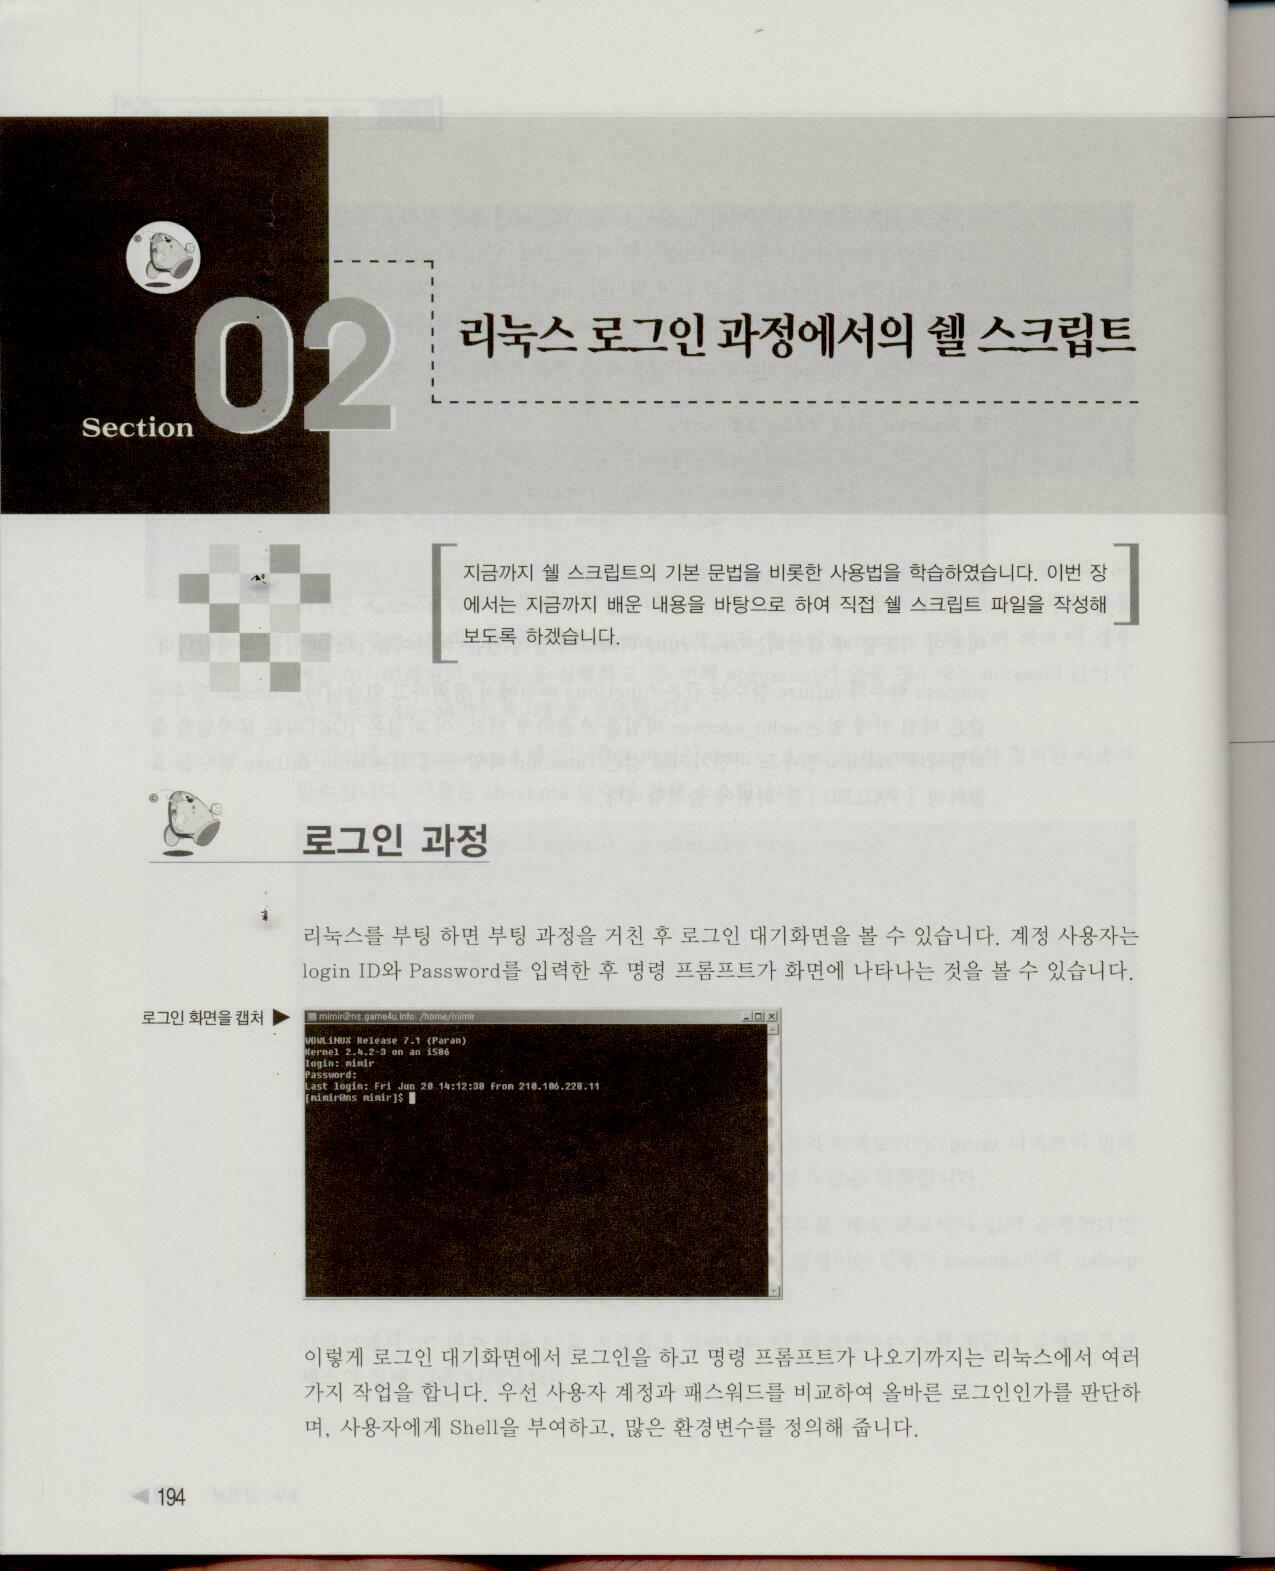 Section 02
리눅스 로그인 과정에서의 쉘 스크립트
지금까지 쉘 스크립트의 기본 문법을 비롯한 사용법을 학습하였습니다. 이번 장
에서는 지금까지 배운 내용을 바탕으로 하여 직접 쉘 스크립트 파일을 작성해
보도록 하겠습니다.
로그인 과정
리눅스를 부팅 하면 부팅 과정을 거친 후 로그인 대기화면을 볼 수 있습니다. 계정 사용자는
login ID와 Password를 입력한 후 명령 프롬프트가 화면에 나타나는 것을 볼 수 있습니다.
로그인 화면을 캡처 ▶
mimir@ns.game4u.info: /home/mimir
WOWLiNUX Release 7.1 (Paran)
Kernel 2.4.2-3 on an i586
login: mimir
Password:
Last login: Fri Jun 20 14:12:38 from 210.106.228.11
[mimir@ns mimir]$
이렇게 로그인 대기화면에서 로그인을 하고 명령 프롬프트가 나오기까지는 리눅스에서 여러
가지 작업을 합니다. 우선 사용자 계정과 패스워드를 비교하여 올바른 로그인인가를 판단하
며, 사용자에게 Shell을 부여하고, 많은 환경변수를 정의해 줍니다.
◀ 194